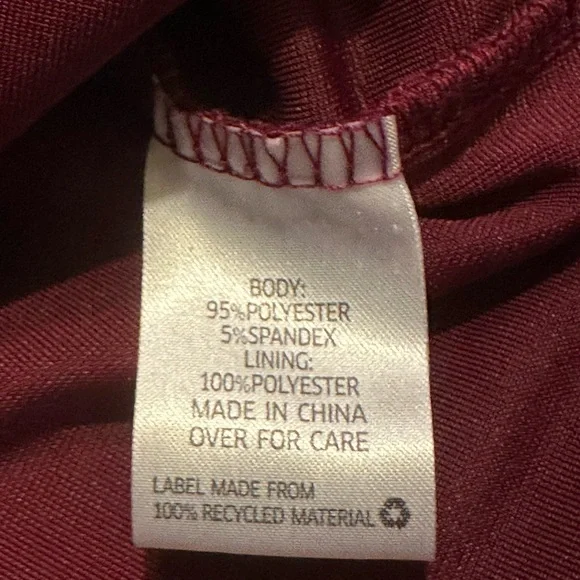 BODY:
95%POLYESTER
5%SPANDEX
LINING:
100%POLYESTER
MADE IN CHINA
OVER FOR CARE
LABEL MADE FROM
100% RECYCLED MATERIAL